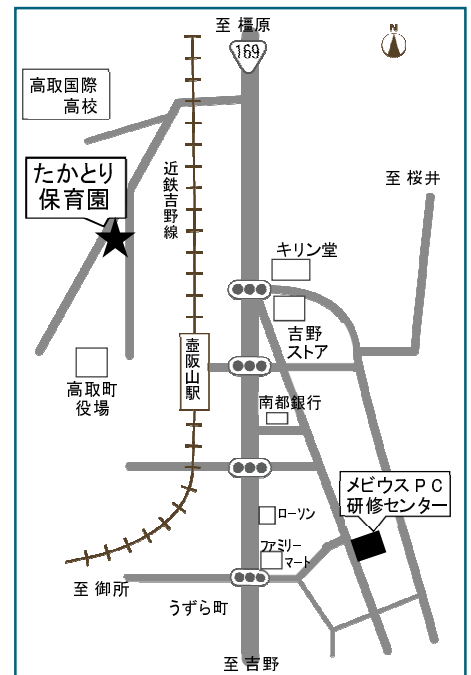 至 橿原
N
169
高取国際
高校
たかとり
保育園
近鉄吉野線
至 桜井
キリン堂
吉野
ストア
壺阪山駅
高取町
役場
南都銀行
メビウスPC
研修センター
ローソン
ファミリー
マート
至 御所
うずら町
至 吉野